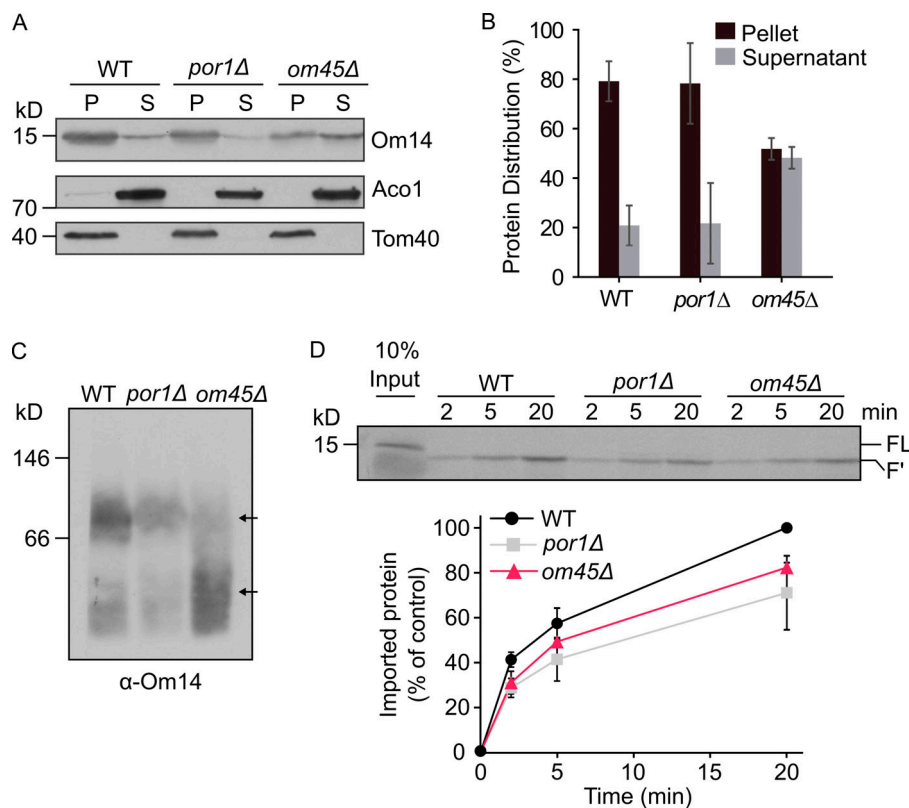 A
WT por1Δ om45Δ
kD P S P S P S
15 Om14
Aco1
70
40 Tom40
B
Pellet
Supernatant
Protein Distribution (%)
100
80
60
40
20
0
WT por1Δ om45Δ
C
WT por1Δ om45Δ
kD
146
66
α-Om14
D
10%
Input WT por1Δ om45Δ
kD 2 5 20 2 5 20 2 5 20 min
15 FL
F'
WT
por1Δ
om45Δ
Imported protein
(% of control)
100
80
60
40
20
0
0 5 10 15 20
Time (min)